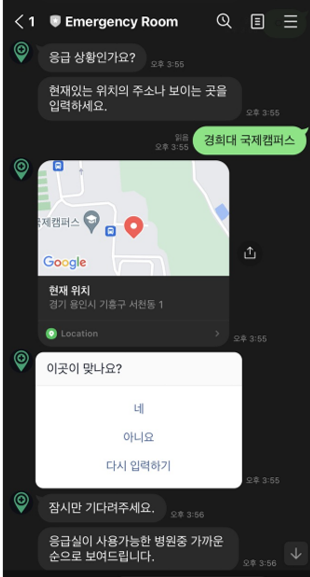 1 Emergency Room
응급 상황인가요?
오후 3:55
현재있는 위치의 주소나 보이는 곳을
입력하세요.
오후 3:55
읽음
오후 3:55
경희대 국제캠퍼스
국제캠퍼스
Google
현재 위치
경기 용인시 기흥구 서천동 1
Location
오후 3:55
이곳이 맞나요?
네
아니요
다시 입력하기
오후 3:55
잠시만 기다려주세요.
오후 3:56
응급실이 사용가능한 병원중 가까운
순으로 보여드립니다.
오후 3:56